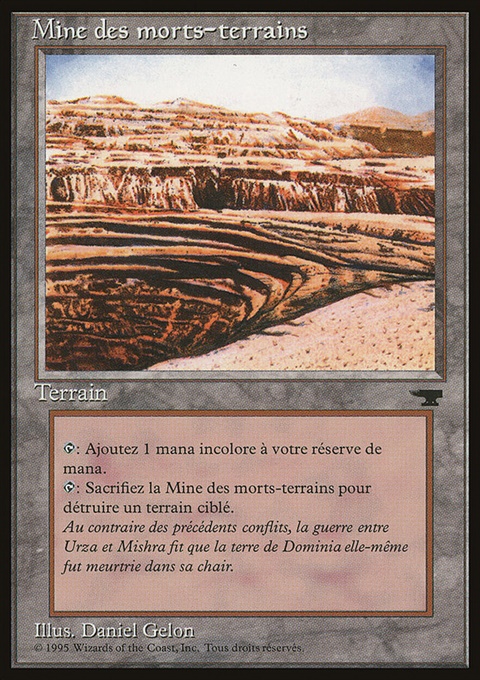 Mine des morts-terrains
Terrain
: Ajoutez 1 mana incolore à votre réserve de
mana.
: Sacrifiez la Mine des morts-terrains pour
détruire un terrain ciblé.
Au contraire des précédents conflits, la guerre entre
Urza et Mishra fit que la terre de Dominia elle-même
fut meurtrie dans sa chair.
Illus. Daniel Gelon
© 1995 Wizards of the Coast, Inc. Tous droits réservés.